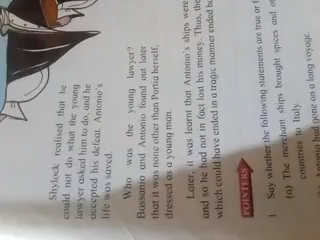 Shylock realised that he
could not do what the young
lawyer asked him to do, and he
accepted his defeat. Antonio's
life was saved.
Who was the young lawyer?
Bassanio and Antonio found out later
that it was none other than Portia herself,
dressed as a young man.
Later, it was learnt that Antonio's ships were
and so he had not in fact lost his money. Thus, the
which could have ended in a tragic manner ended
POINTERS
1. Say whether the following statements are true or
(a) The merchant ships brought spices and
countries to Italy.
Antonio had gone on a long voyage.